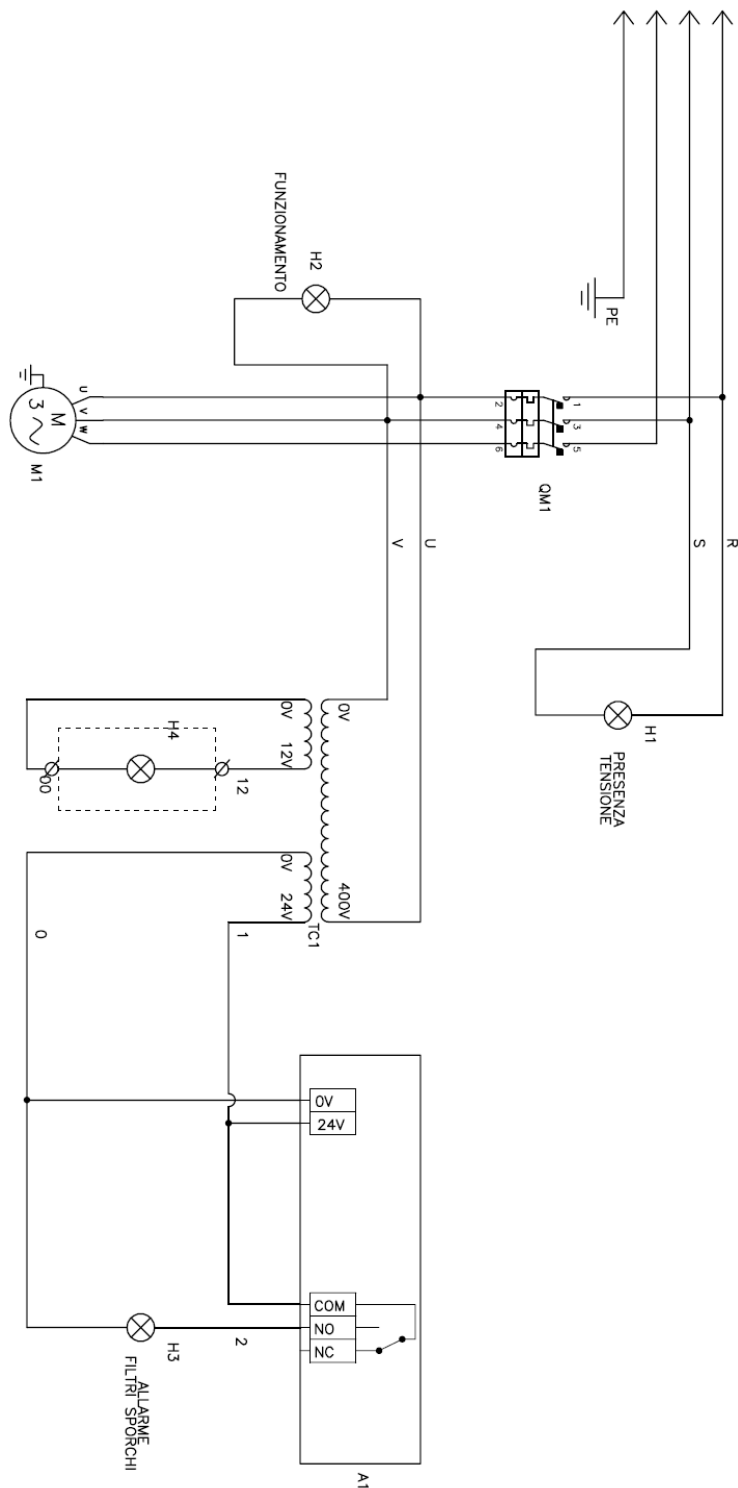 FUNZIONAMENTO
H2
PE
U
V
W
M
3
M1
2
4
6
1
3
5
QM1
V
U
S
R
H1
PRESENZA
TENSIONE
0V
12V
0V
400V
H4
00
12
0V
24V
TC1
0
1
0V
24V
COM
NO
NC
2
H3
ALLARME
FILTRI SPORCHI
A1